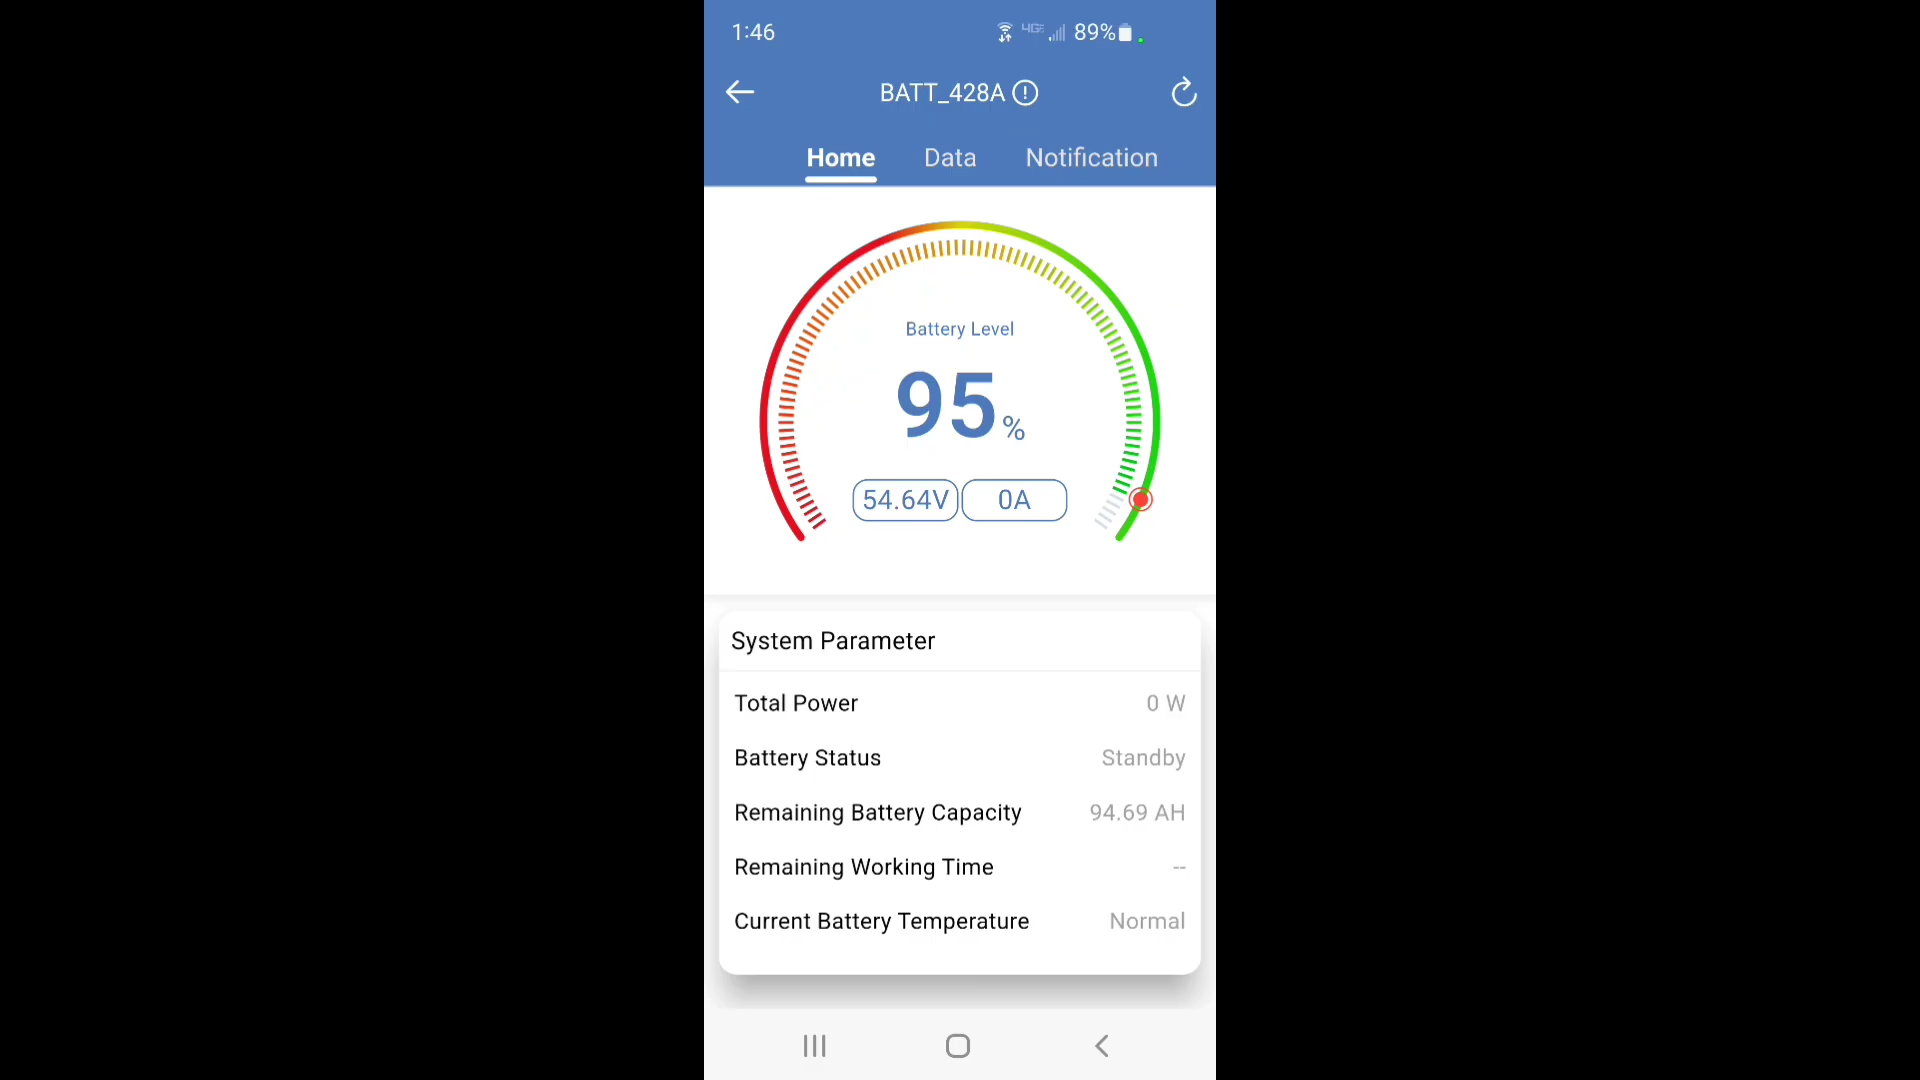 1:46 4G 89%
BATT_428A
Home Data Notification
Battery Level
95 %
54.64V 0A
System Parameter
Total Power 0 W
Battery Status Standby
Remaining Battery Capacity 94.69 AH
Remaining Working Time --
Current Battery Temperature Normal